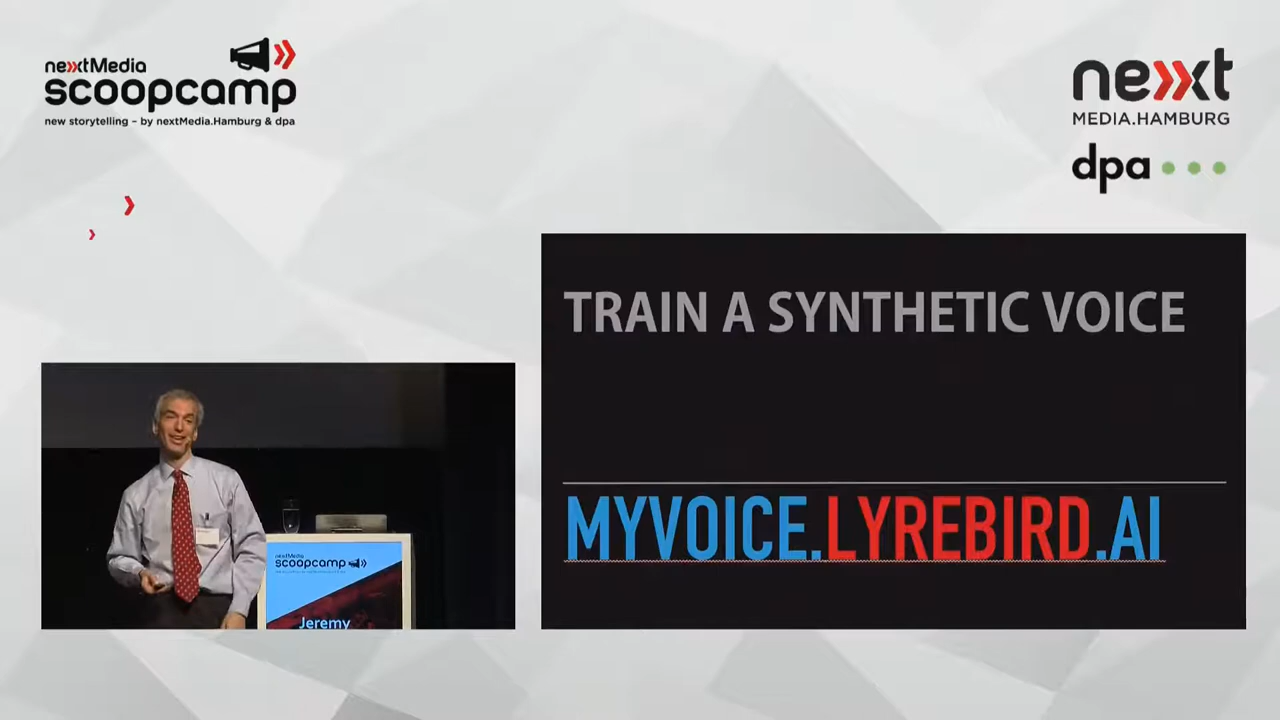 nextMedia
scoopcamp
new storytelling – by nextMedia.Hamburg & dpa
next
MEDIA.HAMBURG
dpa
TRAIN A SYNTHETIC VOICE
MYVOICE.LYREBIRD.AI
nextMedia
scoopcamp
Jeremy